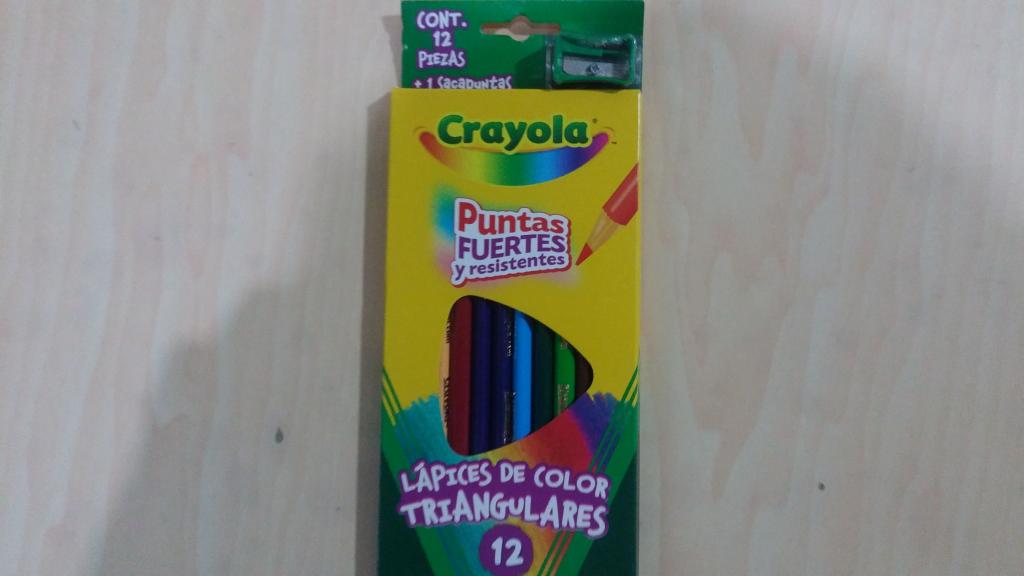 CONT.
12
PIEZAS
+ 1 Sacapuntas
Crayola
Puntas
FUERTES
y resistentes
LÁPICES DE COLOR
TRIANGULARES
12